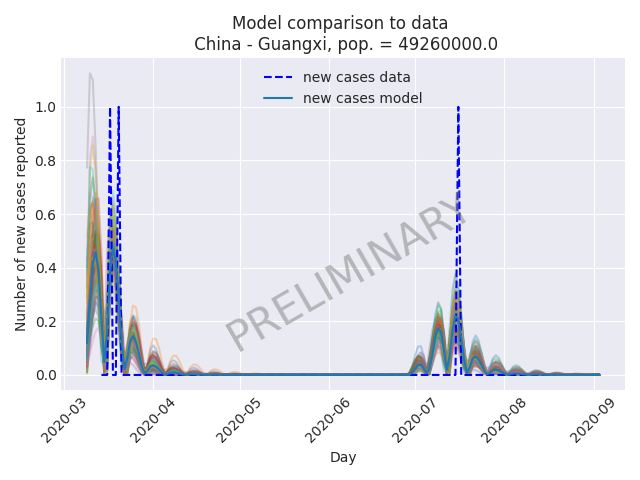 Model comparison to data
China - Guangxi, pop. = 49260000.0
new cases data
new cases model
Number of new cases reported
1.0
0.8
0.6
0.4
0.2
0.0
PRELIMINARY
2020-03
2020-04
2020-05
2020-06
2020-07
2020-08
2020-09
Day